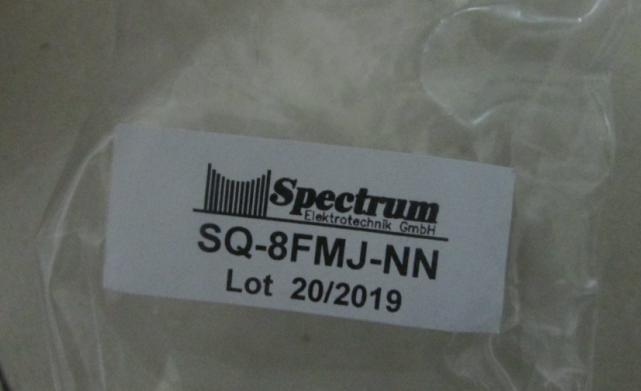 Spectrum
Elektrotechnik GmbH
SQ-8FMJ-NN
Lot 20/2019